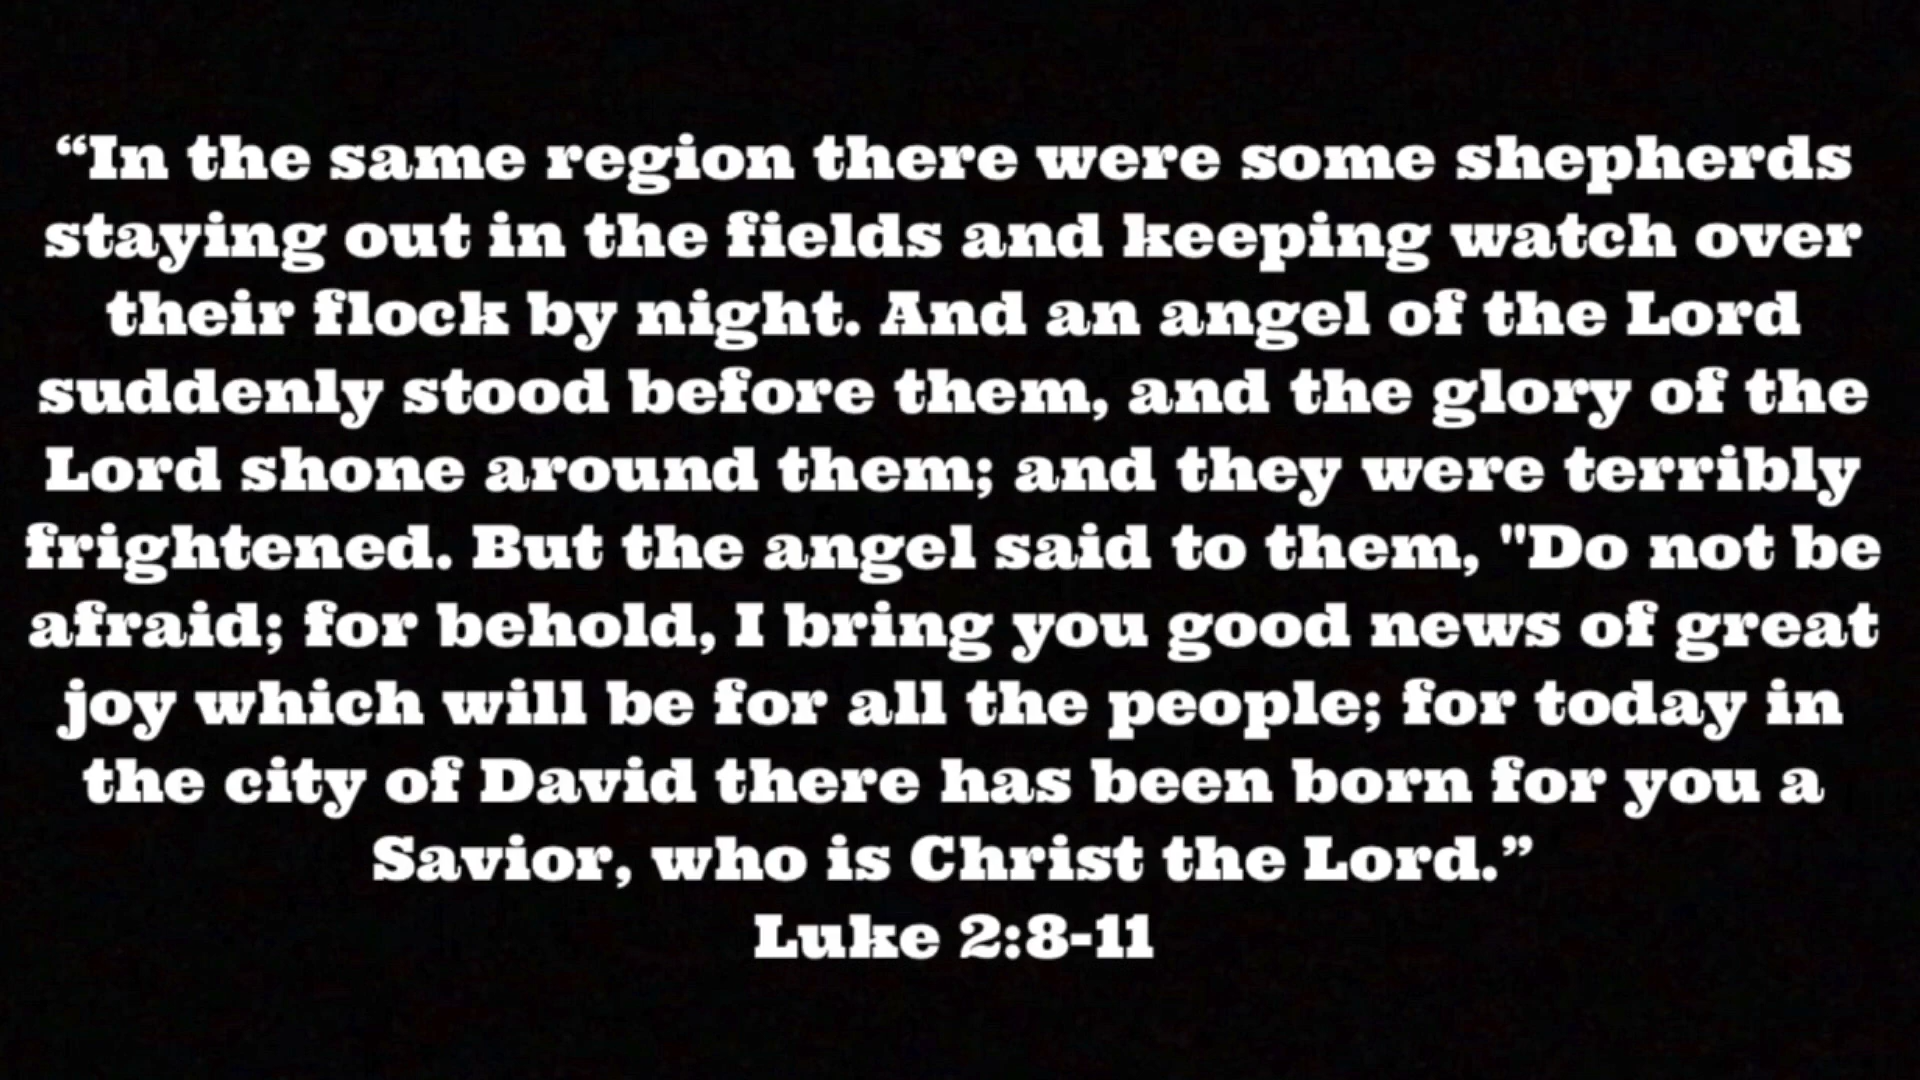 “In the same region there were some shepherds
staying out in the fields and keeping watch over
their flock by night. And an angel of the Lord
suddenly stood before them, and the glory of the
Lord shone around them; and they were terribly
frightened. But the angel said to them, "Do not be
afraid; for behold, I bring you good news of great
joy which will be for all the people; for today in
the city of David there has been born for you a
Savior, who is Christ the Lord.”
Luke 2:8-11